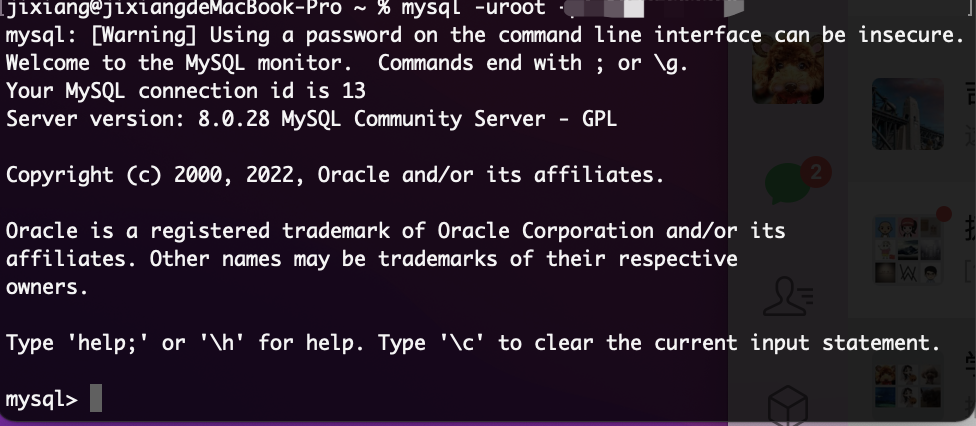 jixiang@jixiangdeMacBook-Pro ~ % mysql -uroot
mysql: [Warning] Using a password on the command line interface can be insecure.
Welcome to the MySQL monitor.  Commands end with ; or \g.
Your MySQL connection id is 13
Server version: 8.0.28 MySQL Community Server - GPL
Copyright (c) 2000, 2022, Oracle and/or its affiliates.
Oracle is a registered trademark of Oracle Corporation and/or its
affiliates. Other names may be trademarks of their respective
owners.
Type 'help;' or '\h' for help. Type '\c' to clear the current input statement.
mysql>
2